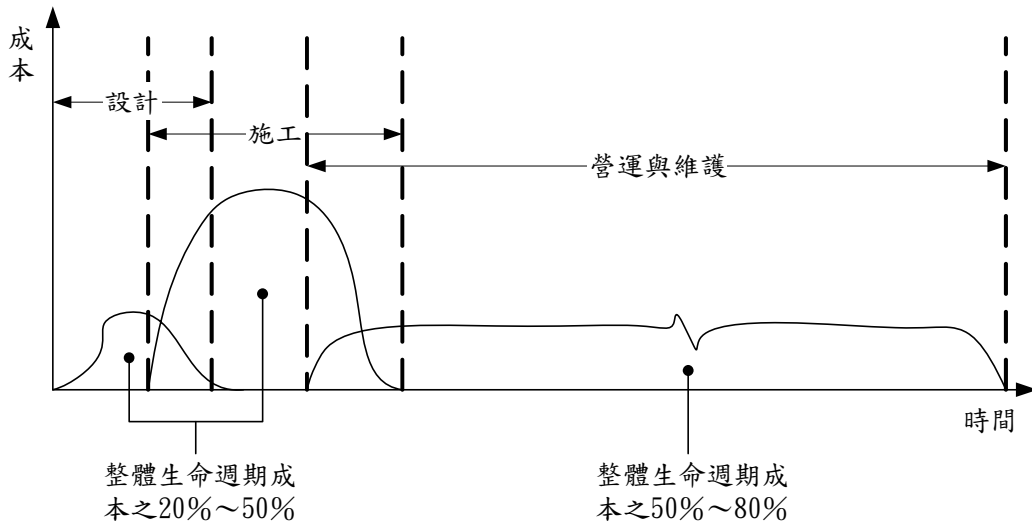 成
本
設計
施工
營運與維護
時間
整體生命週期成
本之20%～50%
整體生命週期成
本之50%～80%